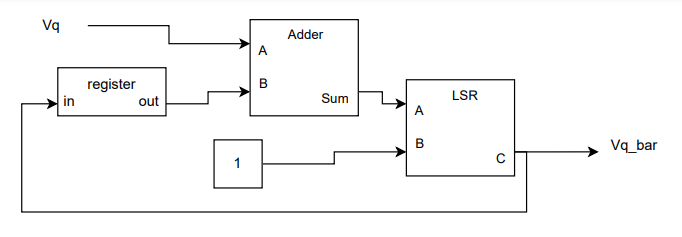 Vq
Adder
A
register
B
in
out
Sum
LSR
A
B
1
C
Vq_bar